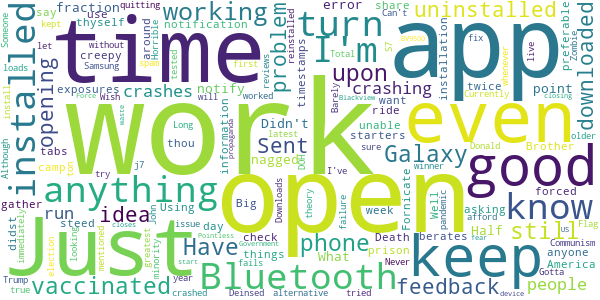 time
work
app
open
Just
even
good
keep
anything
Bluetooth
installed
know
turn
I'm
working
uninstalled
phone
Have
idea
vaccinated
feedback
still
Galaxy
upon
Sent
problem
crashing
downloaded
people
opening
crashes
run
notify
Didn't
nagged
starters
unable
notification
information
timestamps
point
Half
ride
twice
want
fraction
use
thyself
say
kept
around
Horrible
creepy
exposures
tabs
camp
gather
steed
didst
thou
Using
day
week
Big
check
things
What
asking
forced
berates
Death
prison
Never
Well
Fornicate
pandemic
afford
Brother
Donald
Winner
Currently
Communism
anyone
America
Gotta
Trump
true
election
immediately
looking
mentioned
greatest
minority
John
issue
year
fails
theory
failure
Barely
Blackview
latest
Long
j7
try
Wish
Samsung
Someone
let
without
quitting
error
share
Can't
fix
live
Total
57
Zombie
preferable
older
installation
whenever
closing
device
fear
us
Flag
sure
I've
Downloads
DOH
propaganda
waste
Force
Government
Pointless
start
closes
crashed
Deinsed
alternative
tried
Although
install
loads
will
worked
spam
tested
reviews
first
reinstalled